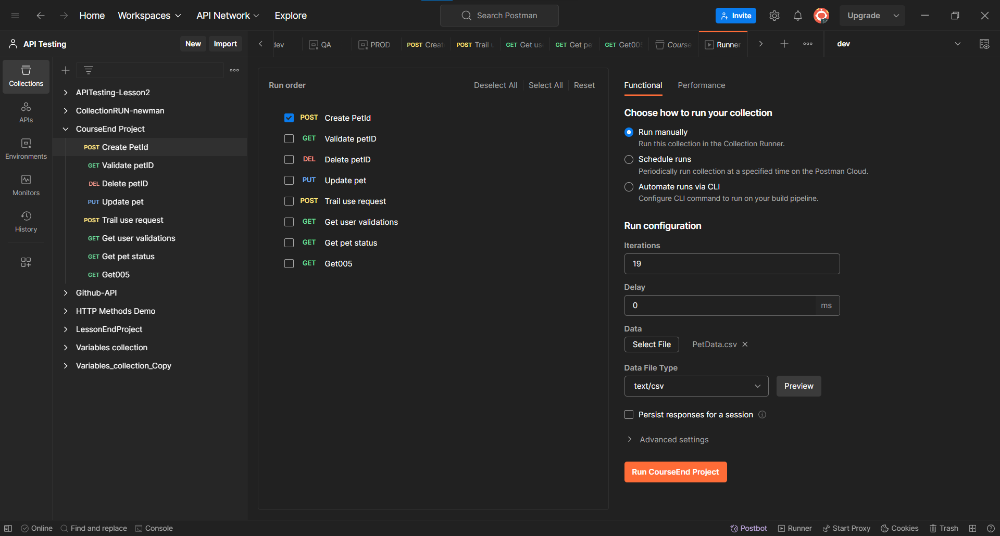 Home Workspaces API Network Explore Search Postman Invite Upgrade
API Testing New Import dev QA PROD POST Creat POST Trail u GET Get us GET Get pe GET Get00 Course Runner dev
Collections
APIs
Environments
Monitors
History
APITesting-Lesson2
CollectionRUN-newman
CourseEnd Project
POST Create PetId
GET Validate petID
DEL Delete petID
PUT Update pet
POST Trail use request
GET Get user validations
GET Get pet status
GET Get005
Github-API
HTTP Methods Demo
LessonEndProject
Variables collection
Variables_collection_Copy
Run order Deselect All Select All Reset
POST Create PetId
GET Validate petID
DEL Delete petID
PUT Update pet
POST Trail use request
GET Get user validations
GET Get pet status
GET Get005
Functional Performance
Choose how to run your collection
Run manually
Run this collection in the Collection Runner.
Schedule runs
Periodically run collection at a specified time on the Postman Cloud.
Automate runs via CLI
Configure CLI command to run on your build pipeline.
Run configuration
Iterations
19
Delay
0 ms
Data
Select File PetData.csv
Data File Type
text/csv Preview
Persist responses for a session
Advanced settings
Run CourseEnd Project
Online Find and replace Console Postbot Runner Start Proxy Cookies Trash